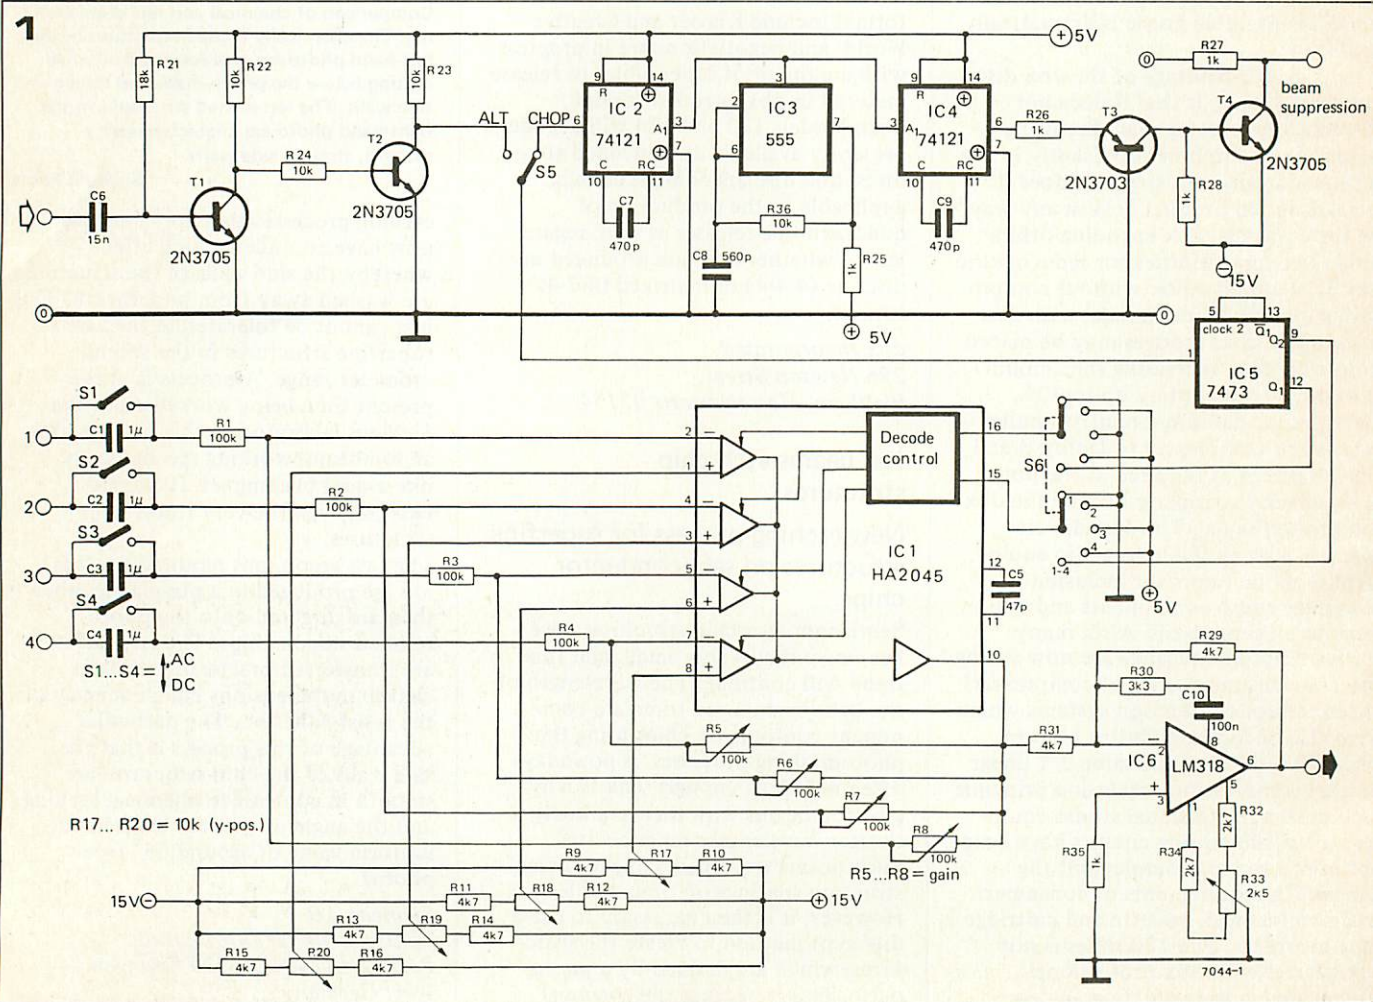 1
R21
18k
R22
10k
R23
10k
R24
10k
T1
2N3705
T2
2N3705
C6
15n
ALT
CHOP
S5
6
9
14
R
IC 2
74121
A1
3
7
RC
10
11
C7
470p
2
3
6
7
IC3
555
C8
560p
R36
10k
R25
1k
5V
9
14
R
3
A1
IC4
74121
6
7
RC
10
11
C9
470p
5V
R26
1k
T3
2N3703
R27
1k
0
T4
2N3705
beam
suppression
R28
1k
15V
0
0
5
13
clock 2
Q̄1
Q2
9
1
IC 5
7473
Q1
12
S1
1
C1
1µ
R1
100k
S2
2
C2
1µ
R2
100k
S3
3
C3
1µ
R3
100k
S4
4
C4
1µ
R4
100k
S1...S4 =
AC
DC
2
1
4
3
5
6
7
8
Decode
control
16
15
IC 1
HA2045
12
C5
47p
11
10
S6
1
2
3
4
1-4
5V
R5
100k
R6
100k
R7
100k
R8
100k
R5...R8= gain
R29
4k7
R30
3k3
C10
100n
R31
4k7
IC6
2
3
LM318
8
6
5
1
R32
2k7
R33
2k5
R34
2k7
R35
1k
7044-1
R17... R20 = 10k (y-pos.)
15V
R9
4k7
R17
R10
4k7
R11
4k7
R18
R12
4k7
15V
R13
4k7
R19
R14
4k7
R15
4k7
R20
R16
4k7